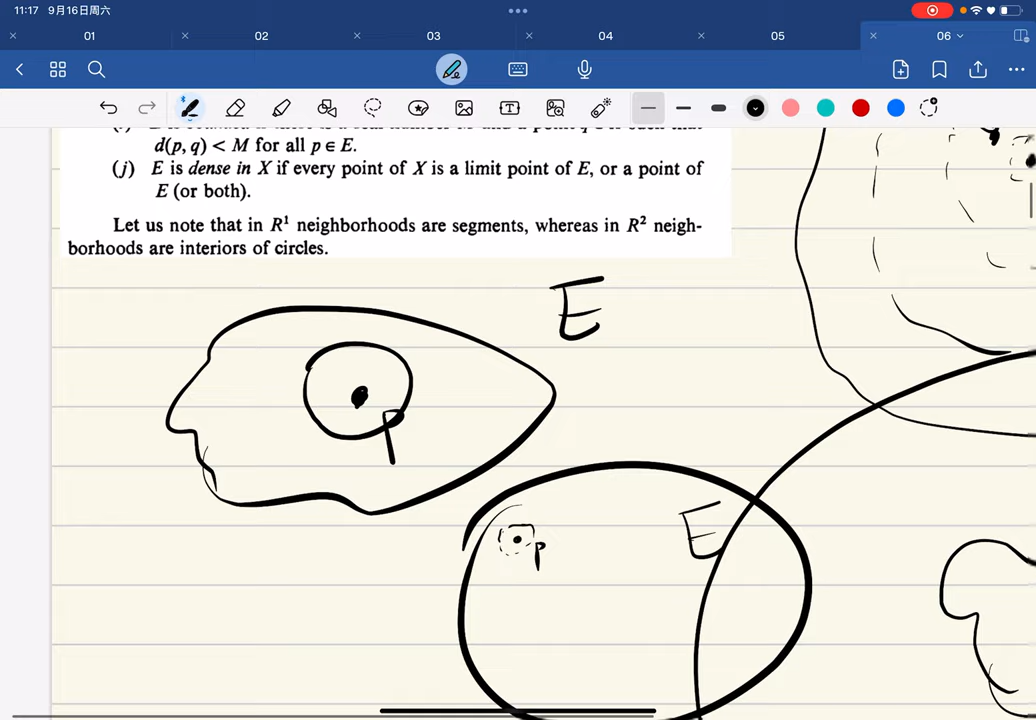 11:17 9月16日周六
01 02 03 04 05 06
d(p, q) < M for all p ∈ E.
(j) E is dense in X if every point of X is a limit point of E, or a point of
E (or both).
Let us note that in R¹ neighborhoods are segments, whereas in R² neigh-
borhoods are interiors of circles.
E
p
E
p